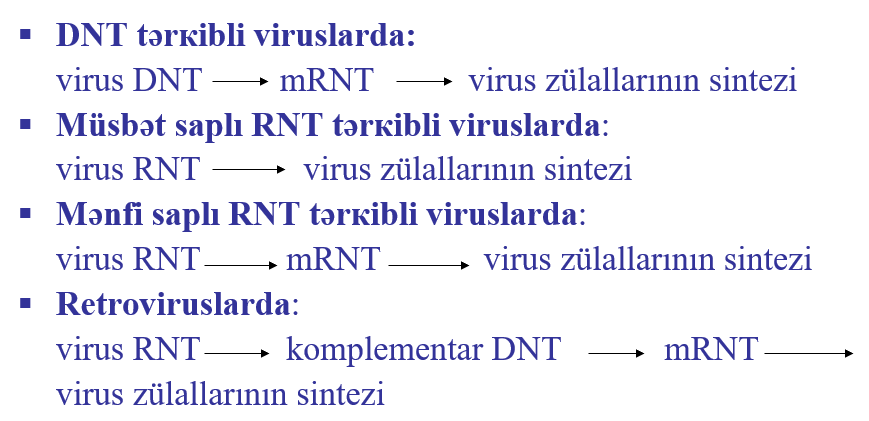 ▪ DNT tərкibli viruslarda:
virus DNT ⟶ mRNT ⟶ virus zülallarının sintezi
▪ Müsbət saplı RNT tərкibli viruslarda:
virus RNT ⟶ virus zülallarının sintezi
▪ Mənfi saplı RNT tərкibli viruslarda:
virus RNT ⟶ mRNT ⟶ virus zülallarının sintezi
▪ Retroviruslarda:
virus RNT ⟶ komplementar DNT ⟶ mRNT ⟶
virus zülallarının sintezi